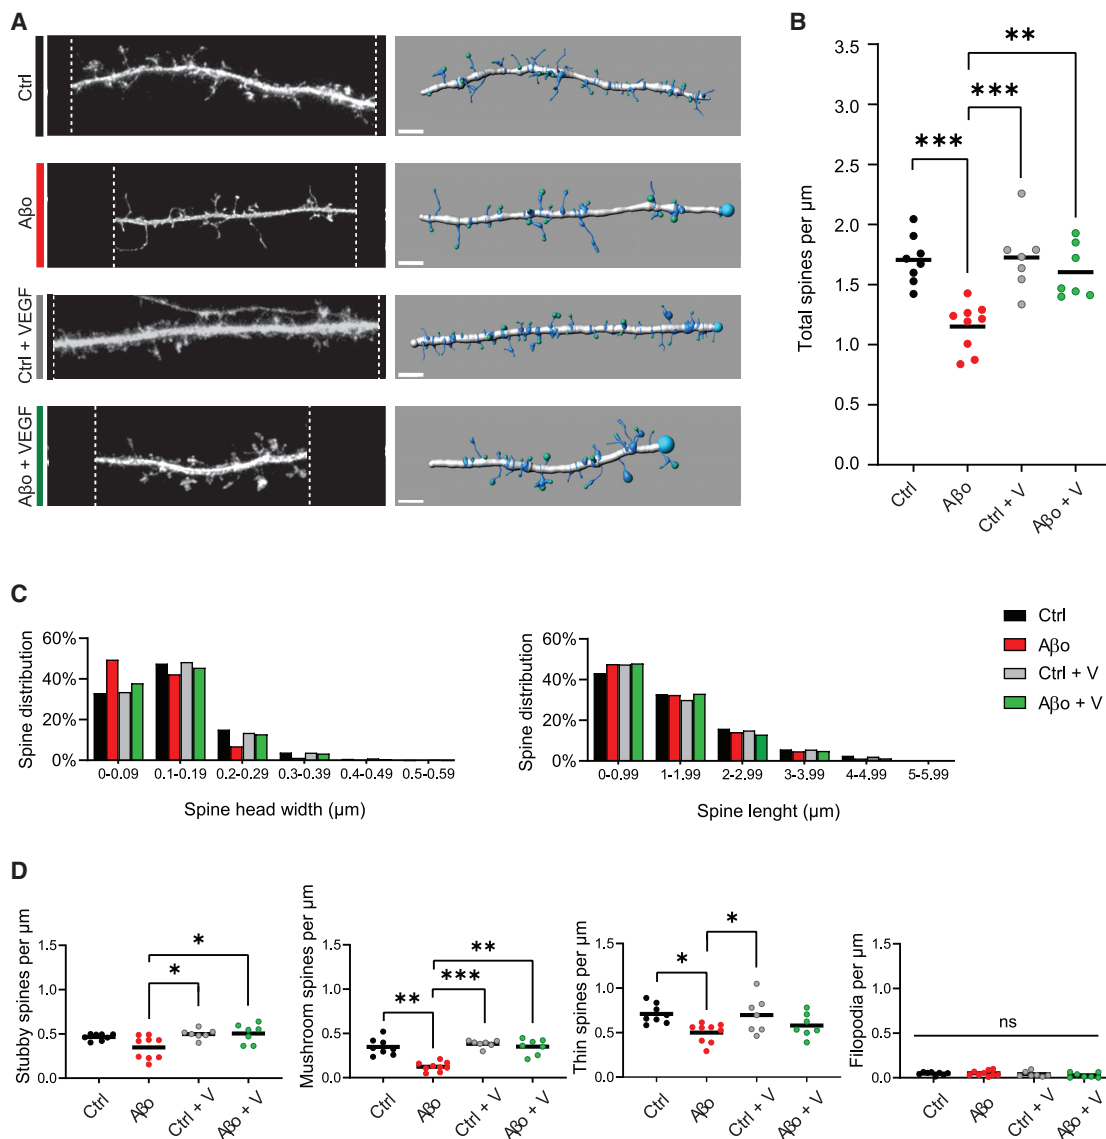 A
Ctrl
Aβo
Ctrl + VEGF
Aβo + VEGF
B
Total spines per µm
3.5
3.0
2.5
2.0
1.5
1.0
0.5
0.0
**
***
***
Ctrl
Aβo
Ctrl + V
Aβo + V
C
Spine distribution
60%
40%
20%
0%
0-0.09
0.1-0.19
0.2-0.29
0.3-0.39
0.4-0.49
0.5-0.59
Spine head width (µm)
Spine distribution
60%
40%
20%
0%
0-0.99
1-1.99
2-2.99
3-3.99
4-4.99
5-5.99
Spine lenght (µm)
Ctrl
Aβo
Ctrl + V
Aβo + V
D
Stubby spines per µm
1.5
1.0
0.5
0.0
*
*
Ctrl
Aβo
Ctrl + V
Aβo + V
Mushroom spines per µm
1.5
1.0
0.5
0.0
**
***
**
Ctrl
Aβo
Ctrl + V
Aβo + V
Thin spines per µm
1.5
1.0
0.5
0.0
*
*
Ctrl
Aβo
Ctrl + V
Aβo + V
Filopodia per µm
1.5
1.0
0.5
0.0
ns
Ctrl
Aβo
Ctrl + V
Aβo + V